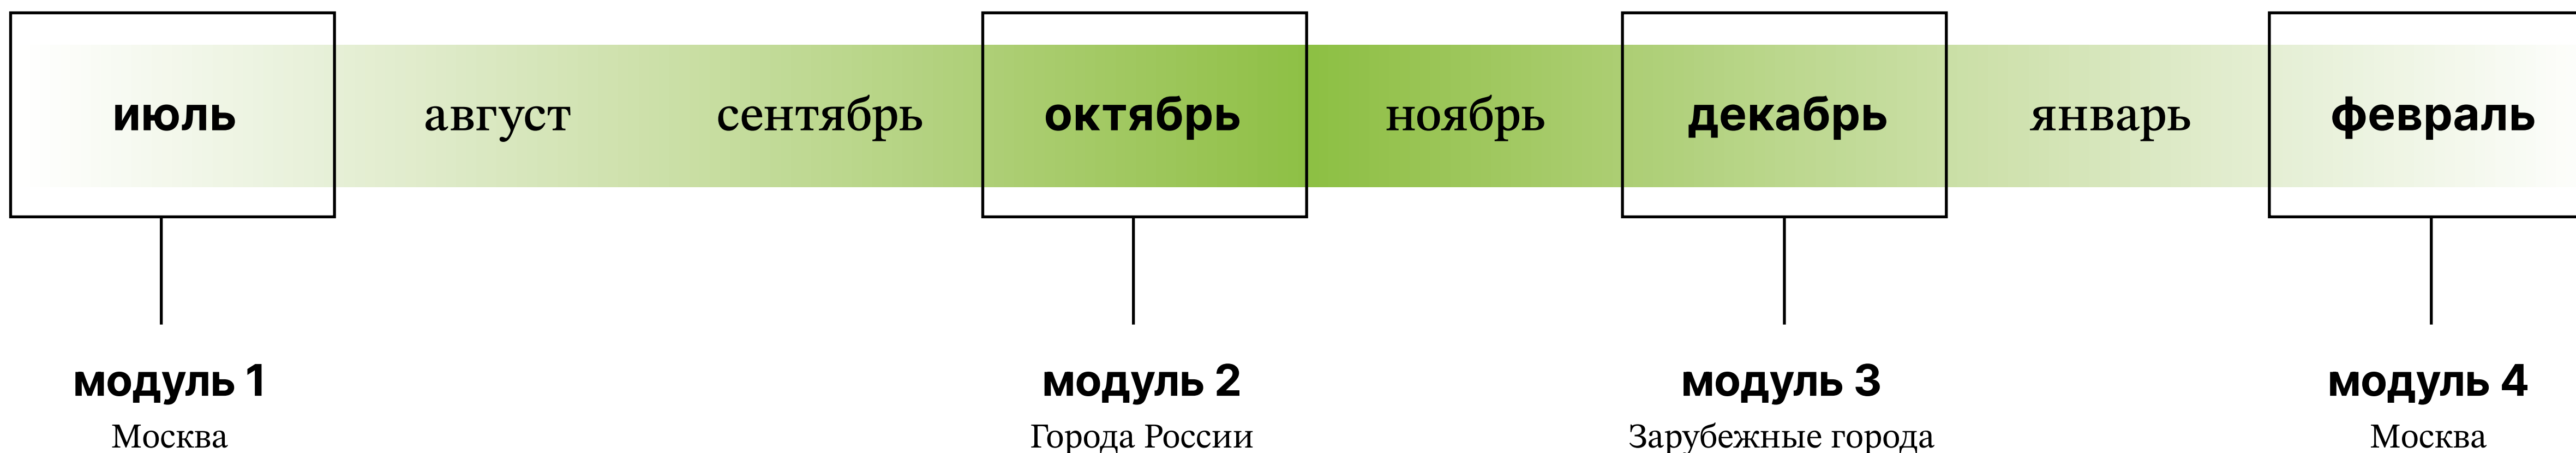 июль август сентябрь октябрь ноябрь декабрь январь февраль
модуль 1 модуль 2 модуль 3 модуль 4
Москва Города России Зарубежные города Москва